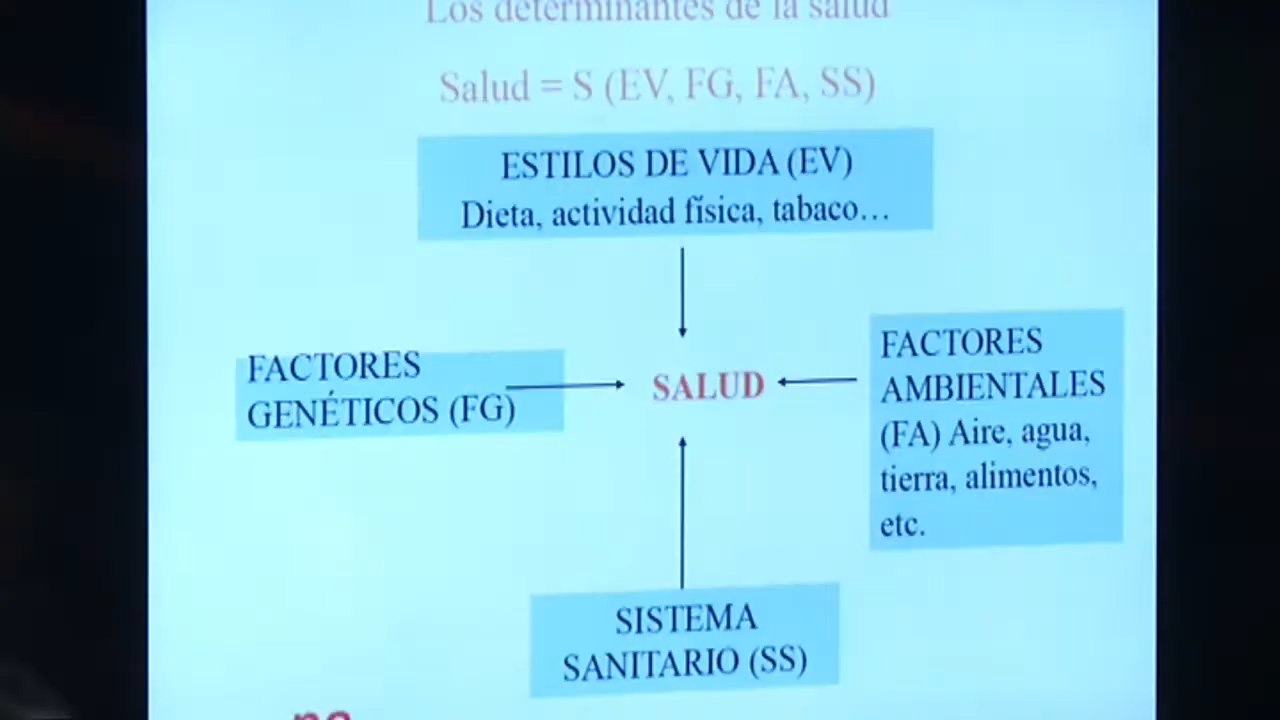 Los determinantes de la salud
Salud = S (EV, FG, FA, SS)
ESTILOS DE VIDA (EV)
Dieta, actividad física, tabaco…
FACTORES
GENÉTICOS (FG)
SALUD
FACTORES
AMBIENTALES
(FA) Aire, agua,
tierra, alimentos,
etc.
SISTEMA
SANITARIO (SS)